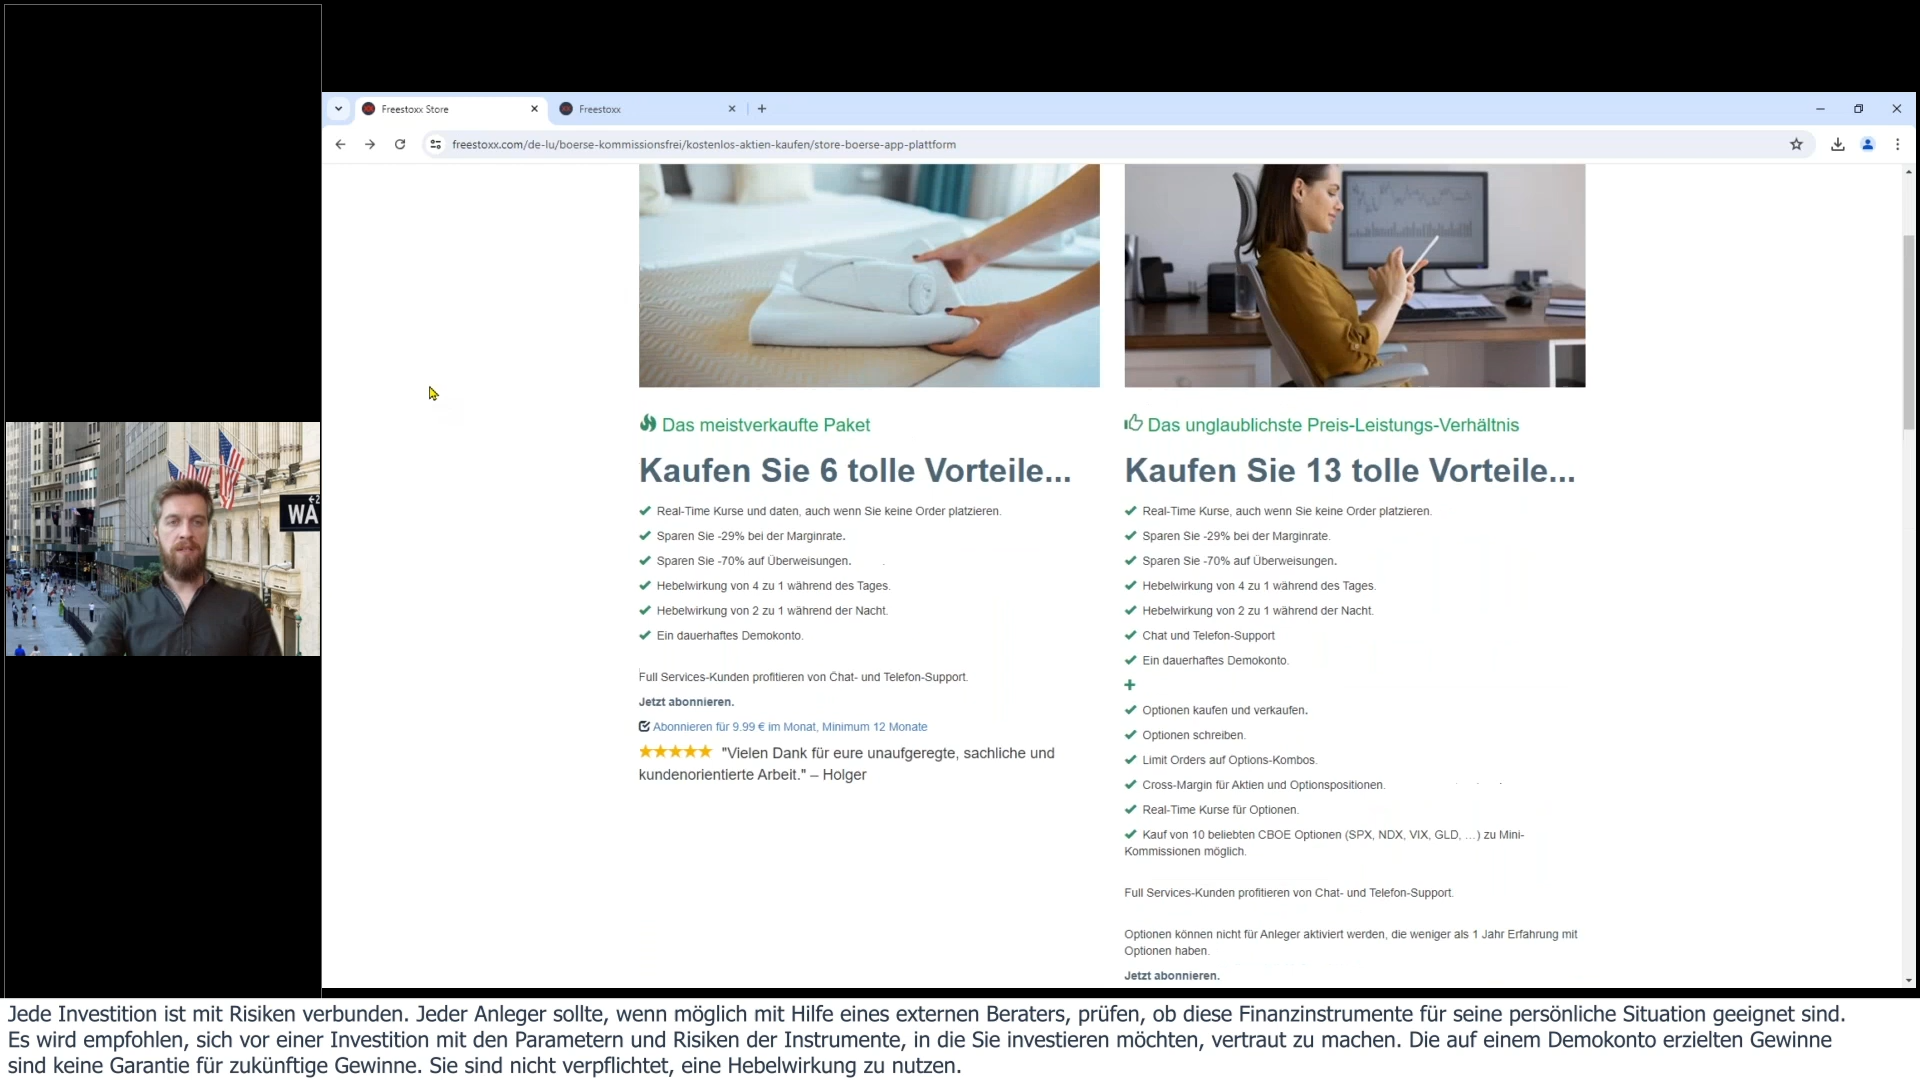 Freestoxx Store
Freestoxx
freestoxx.com/de-lu/boerse-kommissionsfrei/kostenlos-aktien-kaufen/store-boerse-app-plattform
WA
Das meistverkaufte Paket
Kaufen Sie 6 tolle Vorteile...
Real-Time Kurse und daten, auch wenn Sie keine Order platzieren.
Sparen Sie -29% bei der Marginrate.
Sparen Sie -70% auf Überweisungen.
Hebelwirkung von 4 zu 1 während des Tages.
Hebelwirkung von 2 zu 1 während der Nacht.
Ein dauerhaftes Demokonto.
Full Services-Kunden profitieren von Chat- und Telefon-Support.
Jetzt abonnieren.
Abonnieren für 9.99 € im Monat, Minimum 12 Monate
"Vielen Dank für eure unaufgeregte, sachliche und
kundenorientierte Arbeit." – Holger
Das unglaublichste Preis-Leistungs-Verhältnis
Kaufen Sie 13 tolle Vorteile...
Real-Time Kurse, auch wenn Sie keine Order platzieren.
Sparen Sie -29% bei der Marginrate.
Sparen Sie -70% auf Überweisungen.
Hebelwirkung von 4 zu 1 während des Tages.
Hebelwirkung von 2 zu 1 während der Nacht.
Chat und Telefon-Support
Ein dauerhaftes Demokonto.
Optionen kaufen und verkaufen.
Optionen schreiben.
Limit Orders auf Options-Kombos.
Cross-Margin für Aktien und Optionspositionen.
Real-Time Kurse für Optionen.
Kauf von 10 beliebten CBOE Optionen (SPX, NDX, VIX, GLD, ...) zu Mini-
Kommissionen möglich.
Full Services-Kunden profitieren von Chat- und Telefon-Support.
Optionen können nicht für Anleger aktiviert werden, die weniger als 1 Jahr Erfahrung mit
Optionen haben.
Jetzt abonnieren.
Jede Investition ist mit Risiken verbunden. Jeder Anleger sollte, wenn möglich mit Hilfe eines externen Beraters, prüfen, ob diese Finanzinstrumente für seine persönliche Situation geeignet sind.
Es wird empfohlen, sich vor einer Investition mit den Parametern und Risiken der Instrumente, in die Sie investieren möchten, vertraut zu machen. Die auf einem Demokonto erzielten Gewinne
sind keine Garantie für zukünftige Gewinne. Sie sind nicht verpflichtet, eine Hebelwirkung zu nutzen.